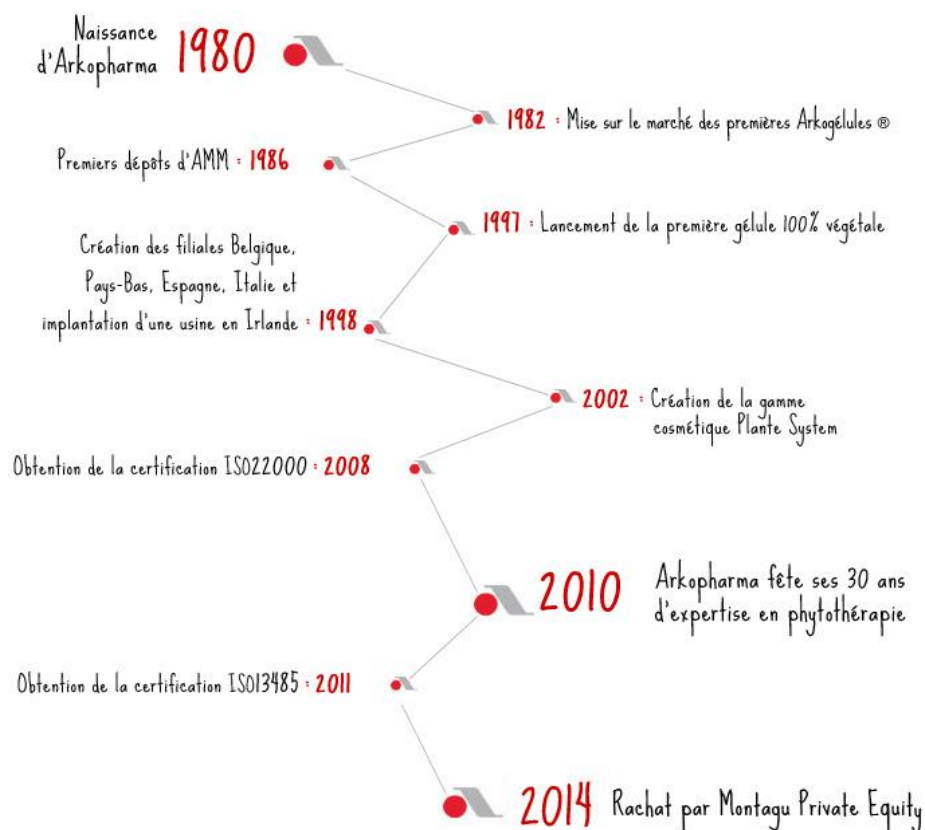 Naissance
d'Arkopharma 1980
1982 : Mise sur le marché des premières Arkogélules ®
Premiers dépôts d'AMM : 1986
1997 : Lancement de la première gélule 100% végétale
Création des filiales Belgique,
Pays-Bas, Espagne, Italie et
implantation d'une usine en Irlande : 1998
2002 : Création de la gamme
cosmétique Plante System
Obtention de la certification ISO22000 : 2008
2010 Arkopharma fête ses 30 ans
d'expertise en phytothérapie
Obtention de la certification ISO13485 : 2011
2014 Rachat par Montagu Private Equity